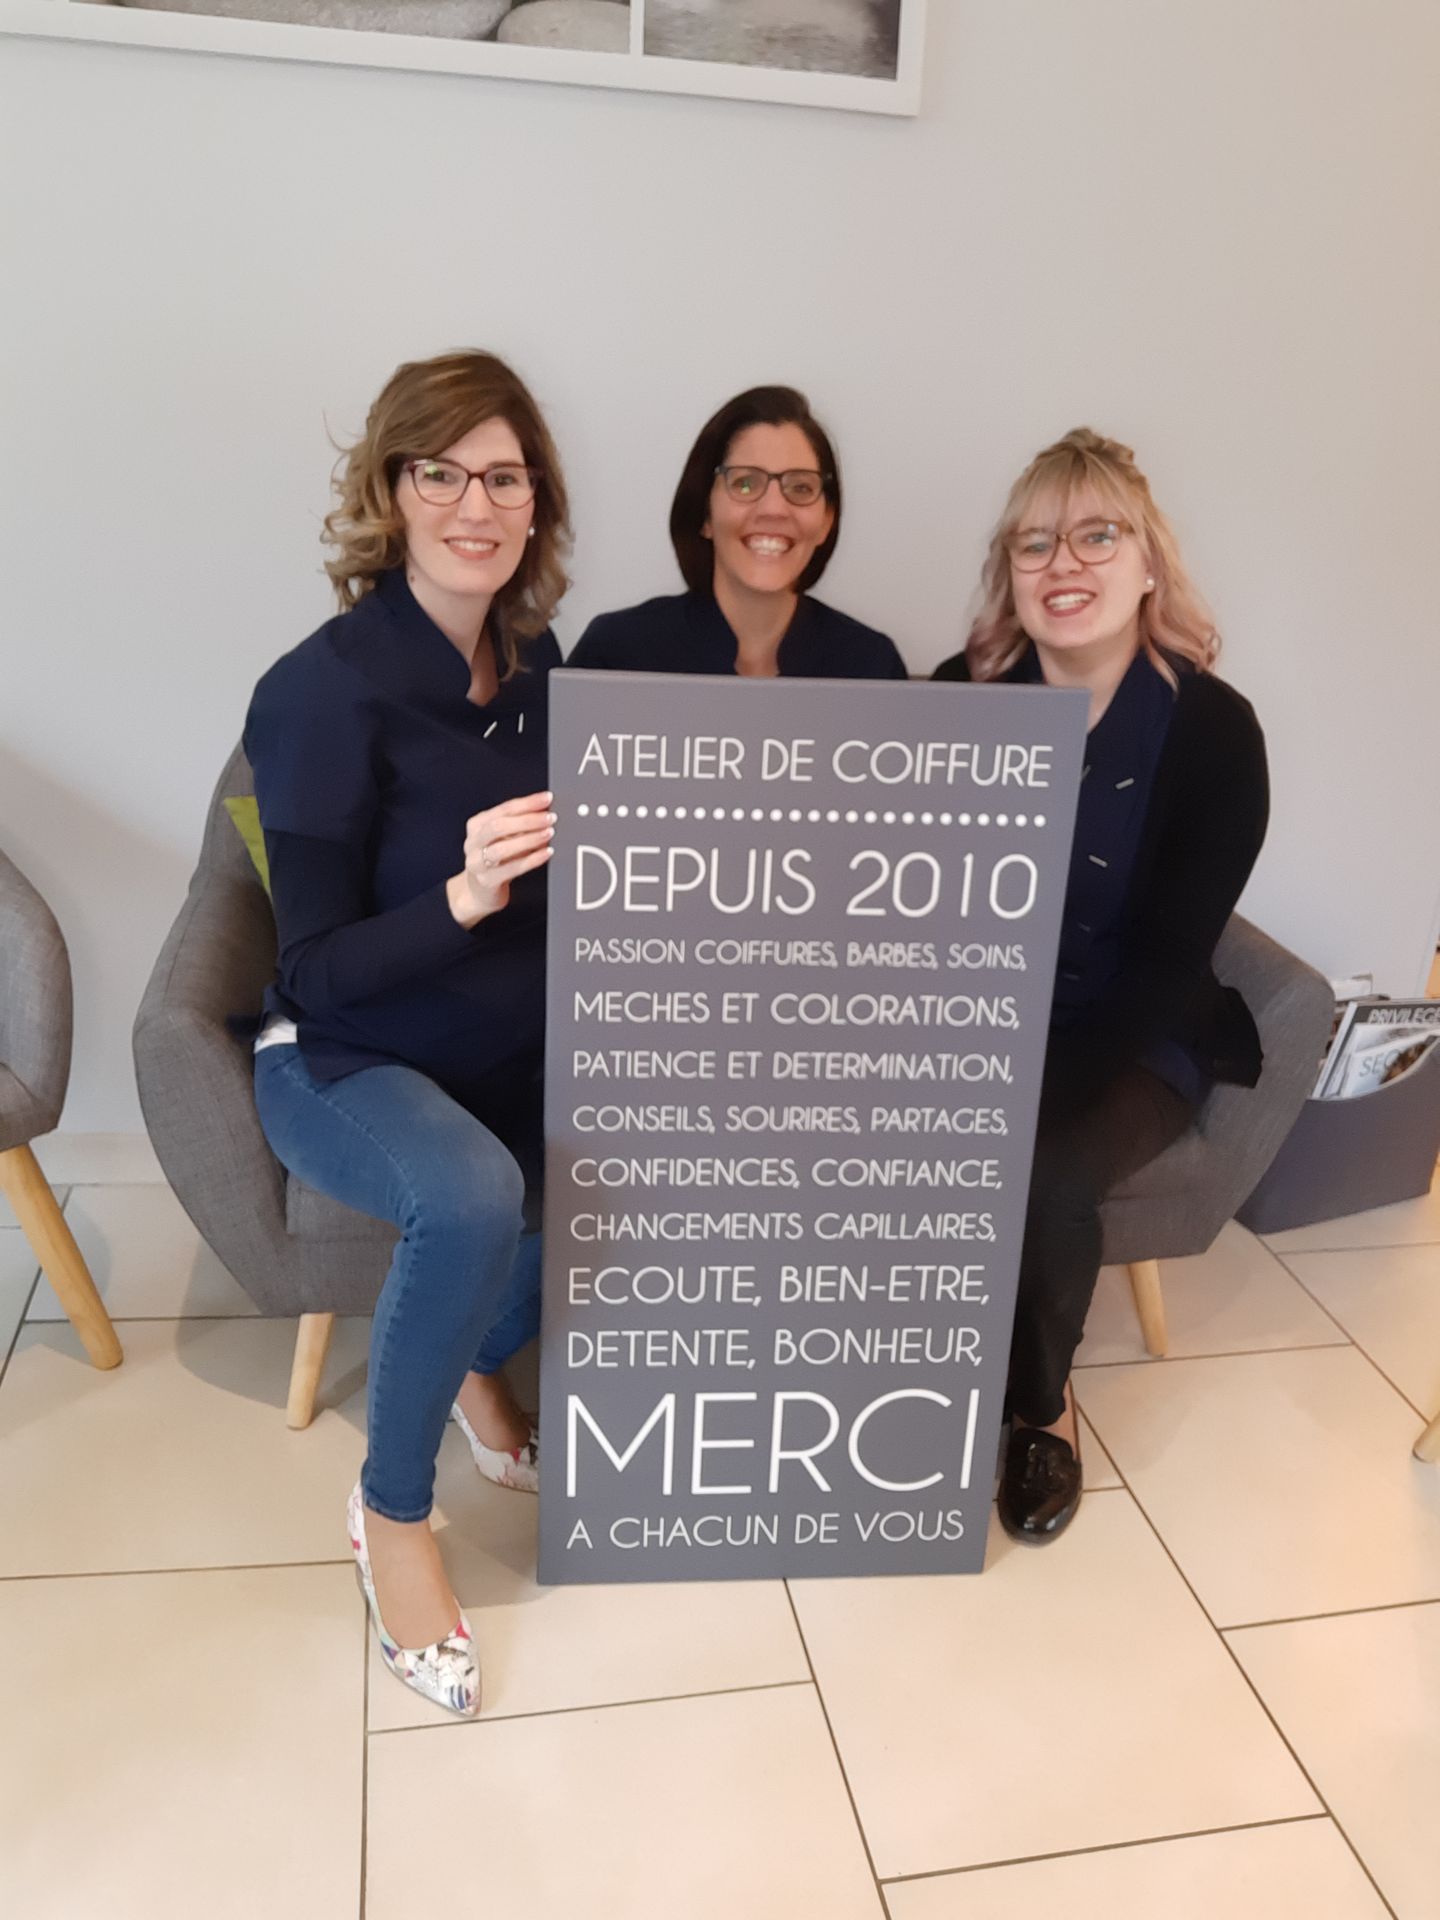 ATELIER DE COIFFURE
DEPUIS 2010
PASSION COIFFURES, BARBES, SOINS,
MECHES ET COLORATIONS,
PATIENCE ET DETERMINATION,
CONSEILS, SOURIRES, PARTAGES,
CONFIDENCES, CONFIANCE,
CHANGEMENTS CAPILLAIRES,
ECOUTE, BIEN-ETRE,
DETENTE, BONHEUR,
MERCI
A CHACUN DE VOUS
PRIVILEGE